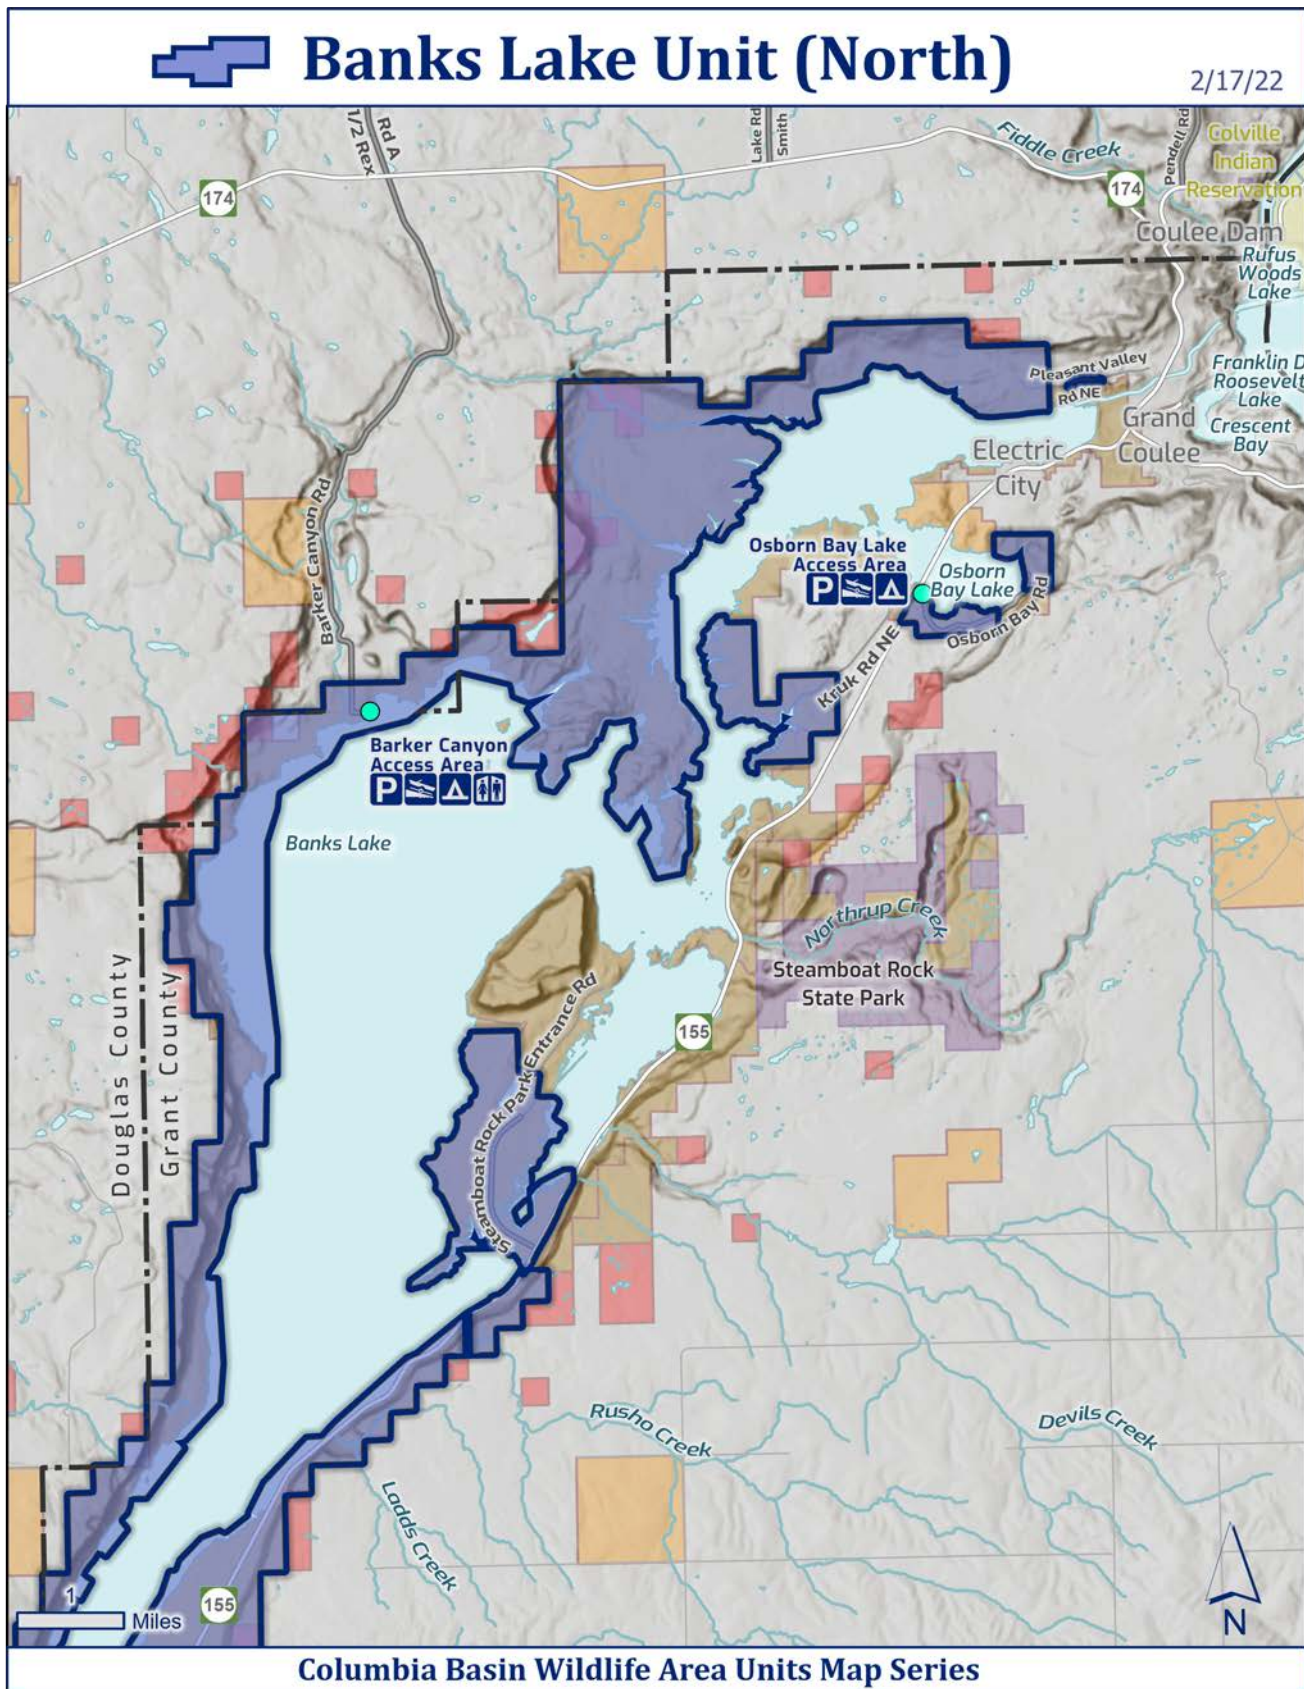 Banks Lake Unit (North)
2/17/22
Rd A
1/2 Rex
Lake Rd
Smith
Fiddle Creek
Pendell Rd
Colville
Indian
Reservation
174
174
Coulee Dam
Rufus
Woods
Lake
Pleasant Valley
Rd NE
Franklin D
Roosevelt
Lake
Crescent
Bay
Grand
Coulee
Electric
City
Barker Canyon Rd
Osborn Bay Lake
Access Area
P
Osborn
Bay Lake
Osborn Bay Rd
Kruk Rd NE
Barker Canyon
Access Area
P
Banks Lake
Northrup Creek
Steamboat Rock
State Park
Douglas County
Grant County
155
Steamboat Rock Park Entrance Rd
Rusho Creek
Devils Creek
Ladds Creek
155
1
Miles
N
Columbia Basin Wildlife Area Units Map Series